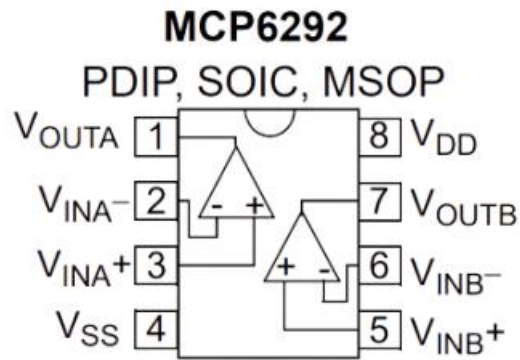 MCP6292
PDIP, SOIC, MSOP
VOUTA 1 8 VDD
VINA- 2 - + 7 VOUTB
VINA+ 3 + - 6 VINB-
VSS 4 5 VINB+